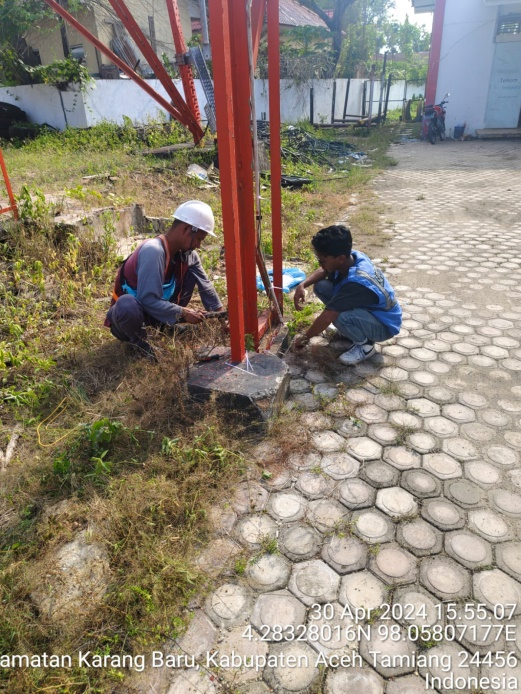 30 Apr 2024 15.55.07
4.28328016N 98.05807177E
amatan Karang Baru, Kabupaten Aceh Tamiang 24456
Indonesia